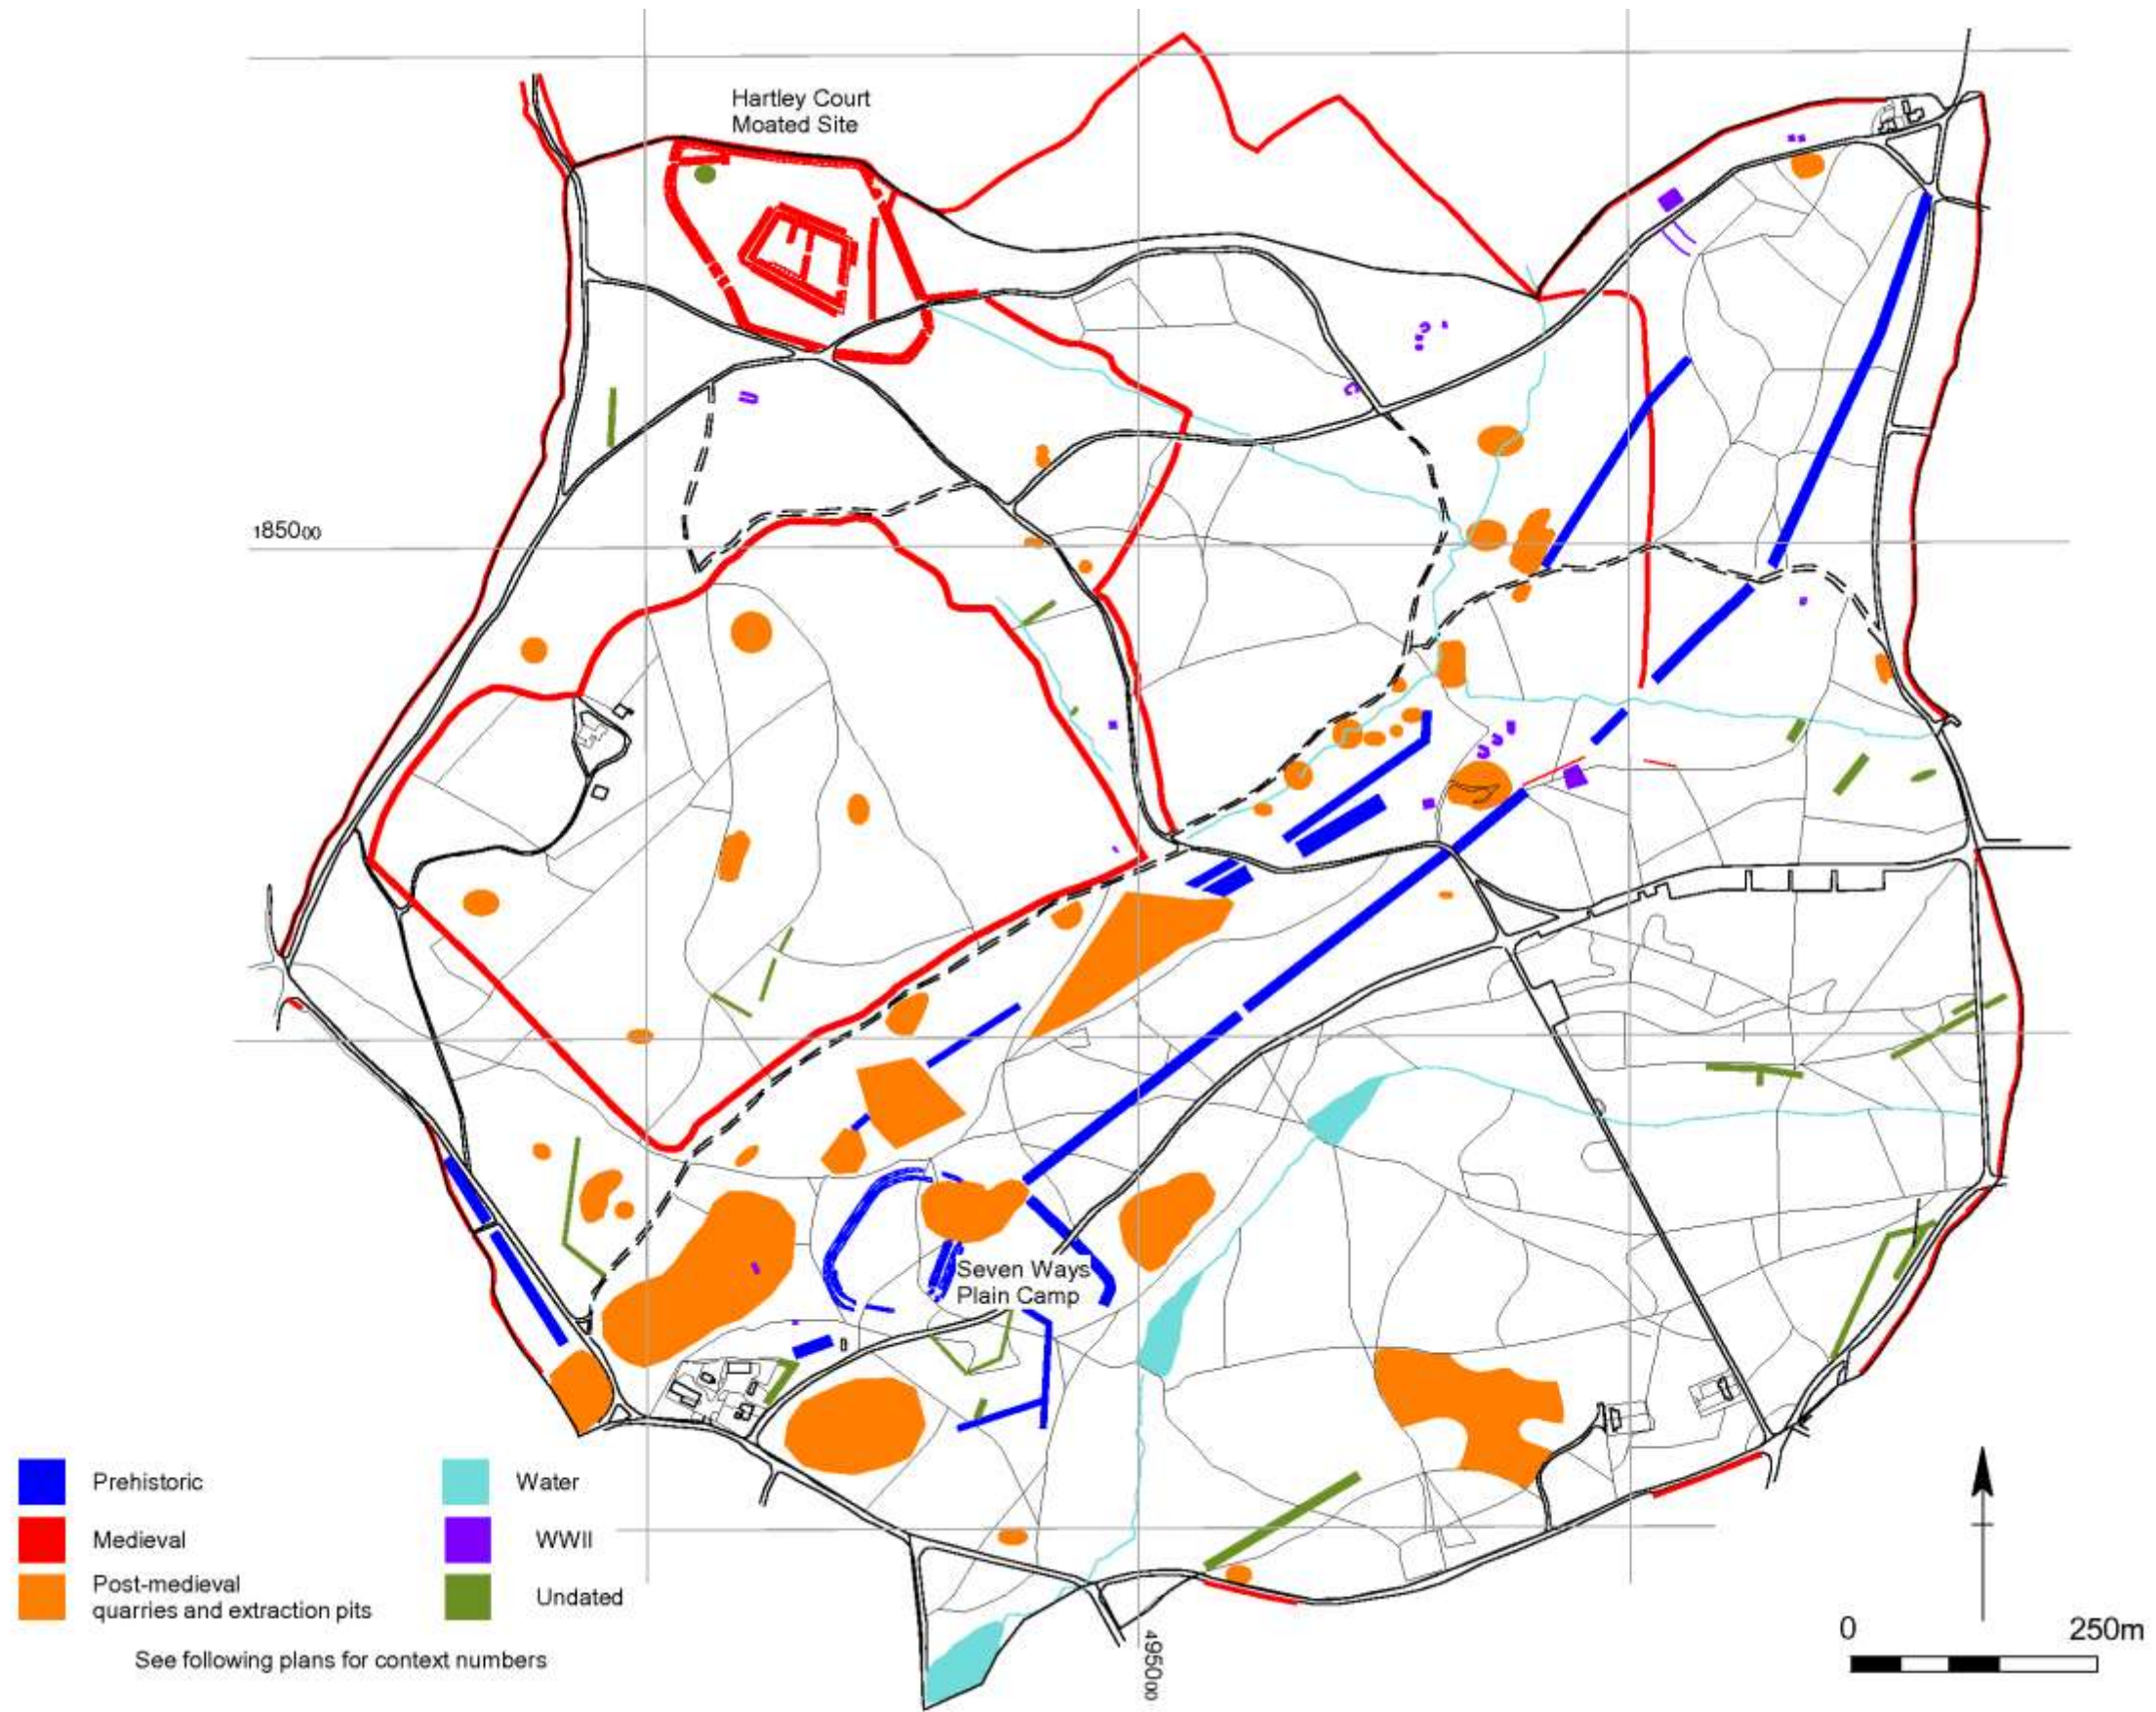 Hartley Court
Moated Site
185000
Seven Ways
Plain Camp
Prehistoric
Water
Medieval
WWII
Post-medieval
quarries and extraction pits
Undated
See following plans for context numbers
0
250m
495000